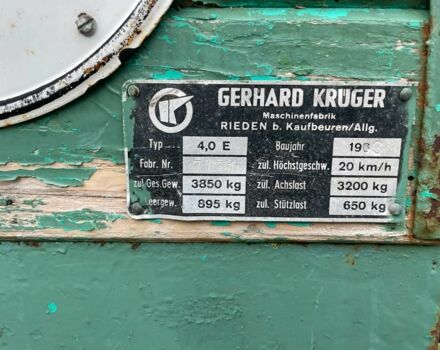 GERHARD KRÜGER
Maschinenfabrik
RIEDEN b. Kaufbeuren/Allg.
Typ 4,0 E Baujahr
Fabr. Nr. zul. Höchstgeschw. 20 km/h
zul. Ges. Gew. 3850 kg zul. Achslast 3200 kg
Leergew. 895 kg zul. Stützlast 650 kg